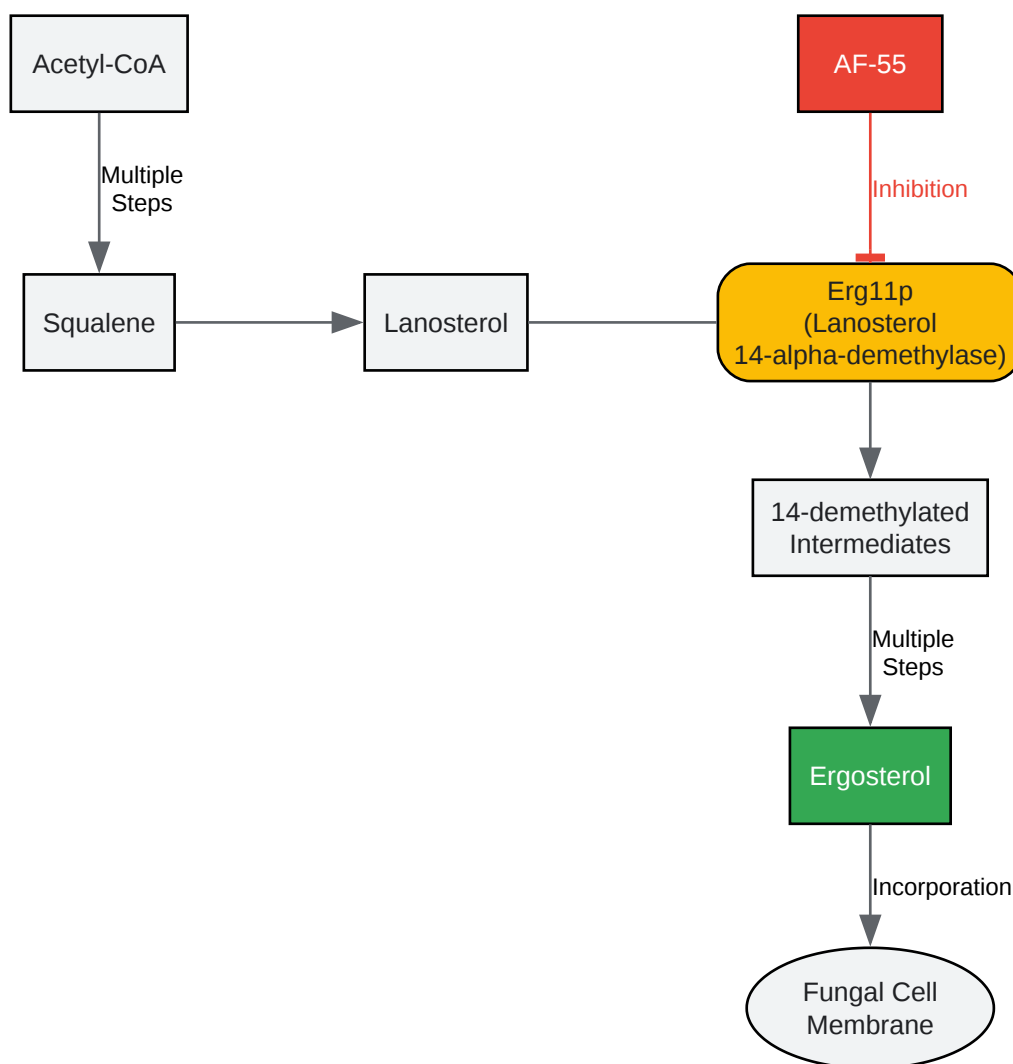 Acetyl-CoA
AF-55
Multiple
Steps
Inhibition
Squalene
Lanosterol
Erg11p
(Lanosterol
14-alpha-demethylase)
14-demethylated
Intermediates
Multiple
Steps
Ergosterol
Incorporation
Fungal Cell
Membrane